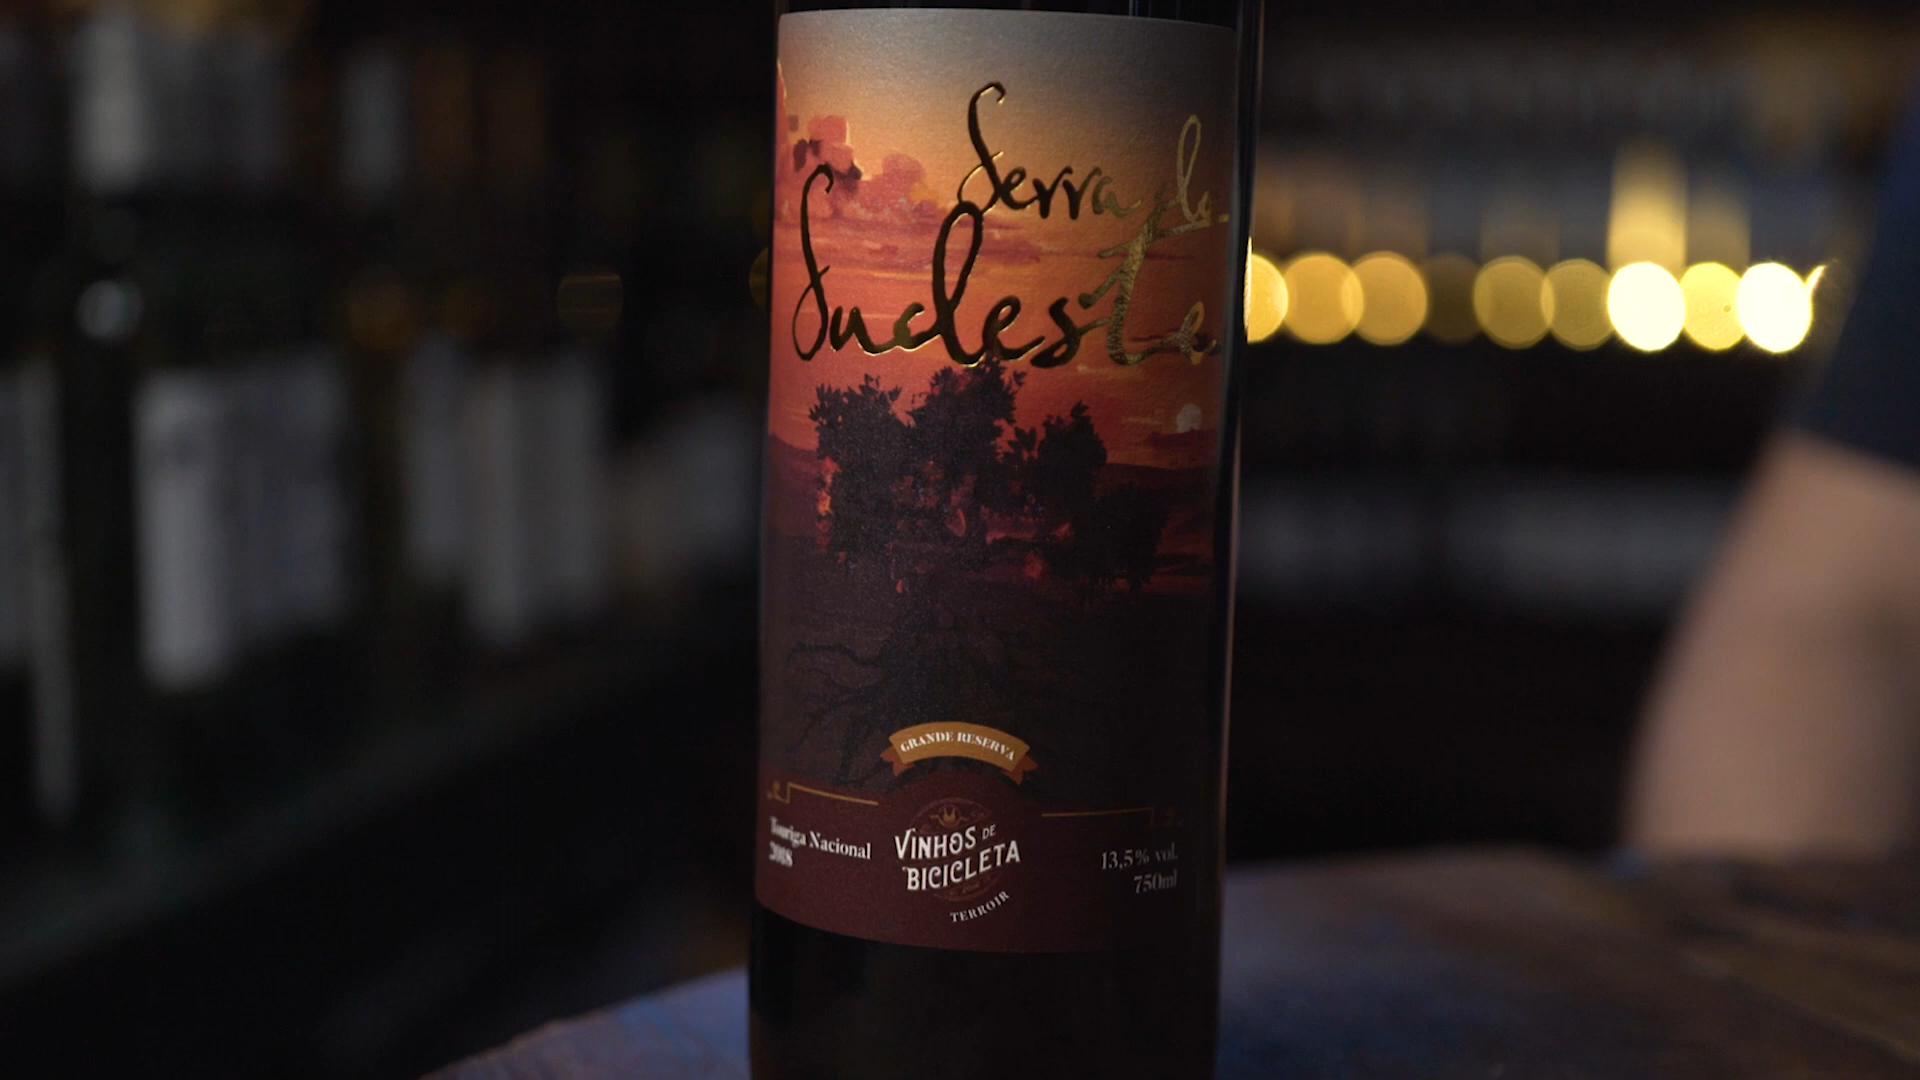 Serra do
Sudeste
GRANDE RESERVA
Touriga Nacional
2018
VINHOS DE
BICICLETA
TERROIR
13,5% vol.
750ml